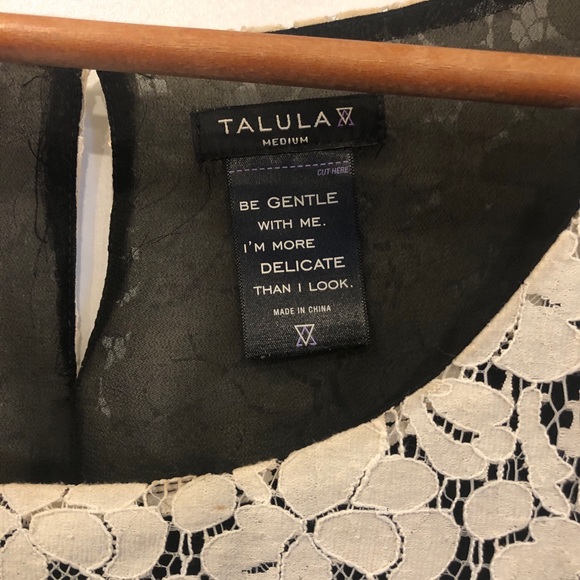 TALULA
MEDIUM
CUT HERE
BE GENTLE
WITH ME.
I'M MORE
DELICATE
THAN I LOOK.
MADE IN CHINA